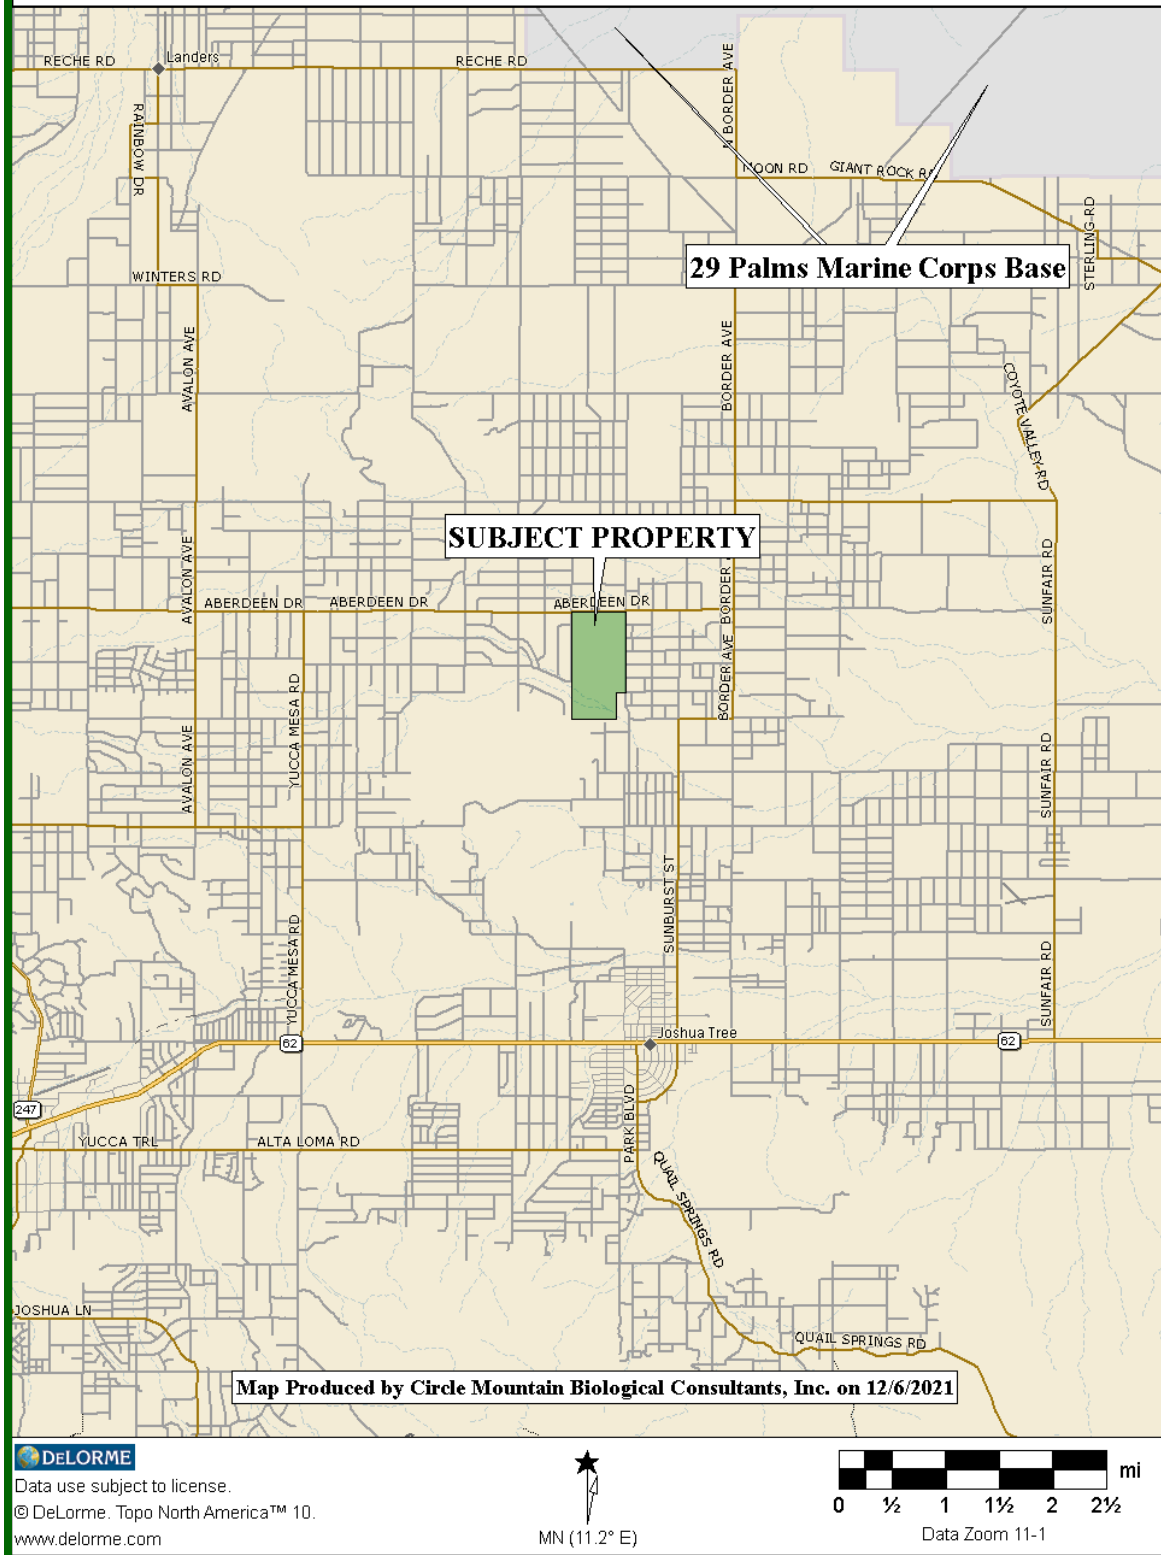 Landers
RECHE RD
RECHE RD
N BORDER AVE
RAINBOW DR
MOON RD
GIANT ROCK
STERLING RD
29 Palms Marine Corps Base
WINTERS RD
AVALON AVE
BORDER AVE
COYOTE VALLEY RD
SUBJECT PROPERTY
AVALON AVE
BORDER
SUNFAIR RD
ABERDEEN DR
ABERDEEN DR
ABERDEEN DR
BORDER AVE
YUCCA MESA RD
AVALON AVE
SUNFAIR RD
SUNBURST ST
YUCCA MESA RD
SUNFAIR RD
Joshua Tree
62
62
247
PARK BLVD
YUCCA TRL
ALTA LOMA RD
QUAIL SPRINGS RD
JOSHUA LN
QUAIL SPRINGS RD
Map Produced by Circle Mountain Biological Consultants, Inc. on 12/6/2021
DELORME
Data use subject to license.
© DeLorme. Topo North America™ 10.
www.delorme.com
MN (11.2° E)
mi
0 ½ 1 1½ 2 2½
Data Zoom 11-1